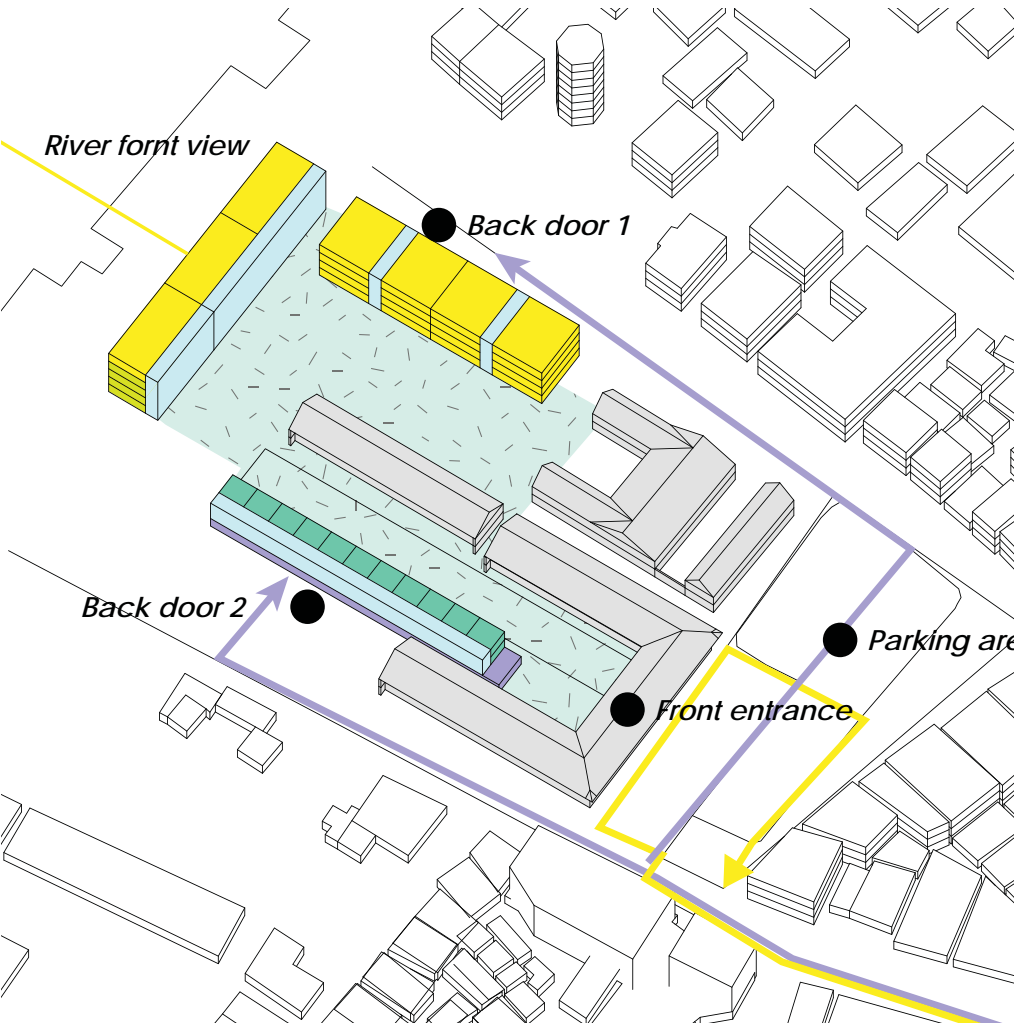 River fornt view
Back door 1
Back door 2
Parking are
Front entrance